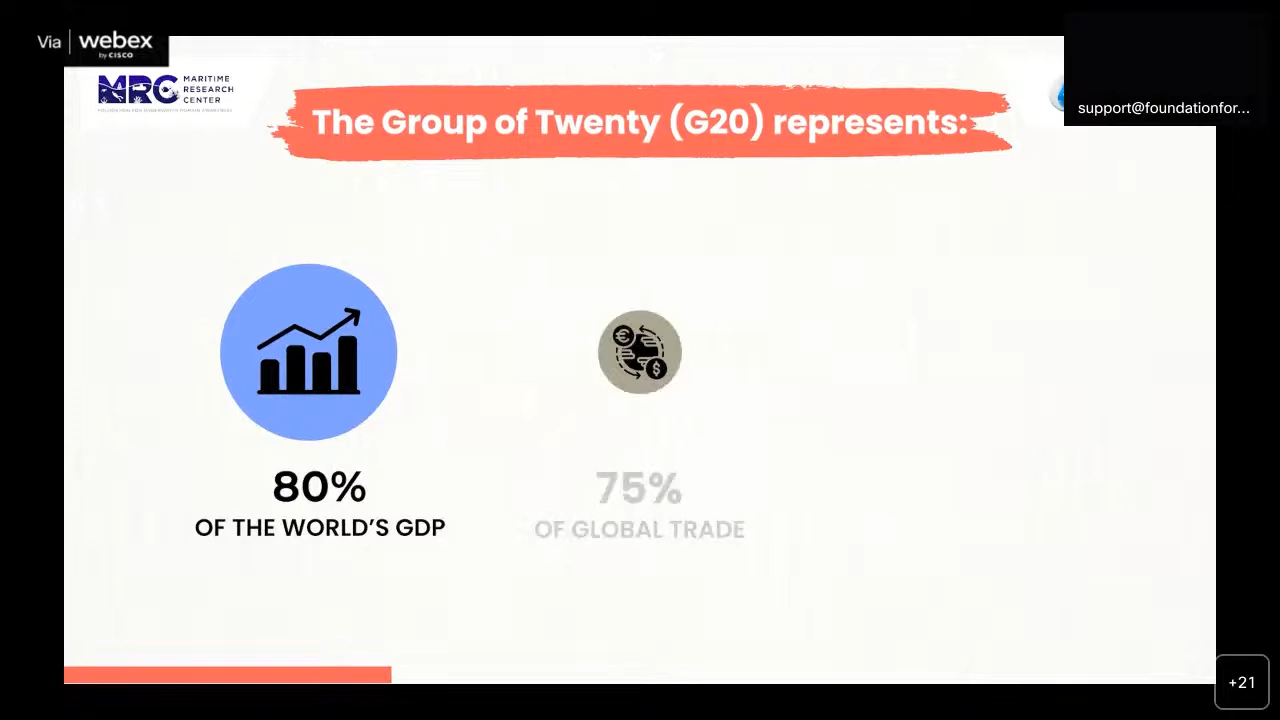 Via webex
by CISCO
MRC MARITIME
RESEARCH
CENTER
support@foundationfor...
The Group of Twenty (G20) represents:
€
$
80%
OF THE WORLD'S GDP
75%
OF GLOBAL TRADE
+21